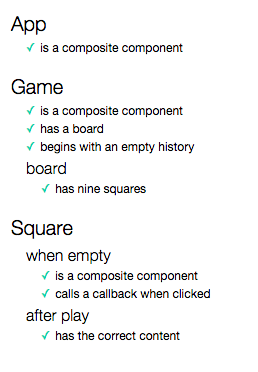 App
✓ is a composite component
Game
✓ is a composite component
✓ has a board
✓ begins with an empty history
board
✓ has nine squares
Square
when empty
✓ is a composite component
✓ calls a callback when clicked
after play
✓ has the correct content